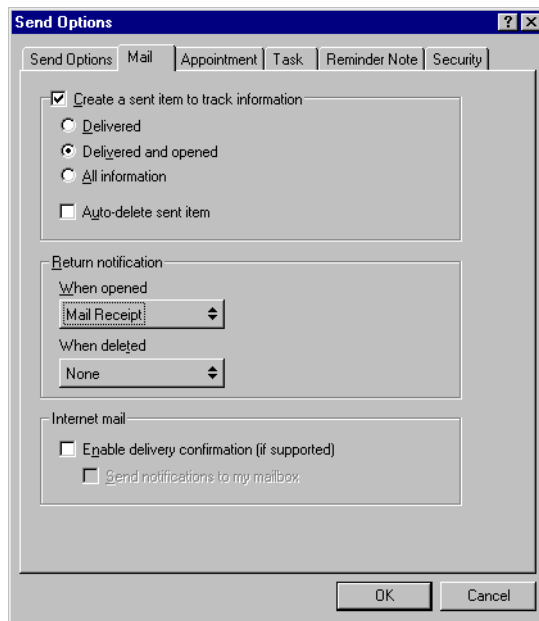 Send Options
Send Options Mail Appointment Task Reminder Note Security
Create a sent item to track information
Delivered
Delivered and opened
All information
Auto-delete sent item
Return notification
When opened
Mail Receipt
When deleted
None
Internet mail
Enable delivery confirmation (if supported)
Send notifications to my mailbox
OK Cancel